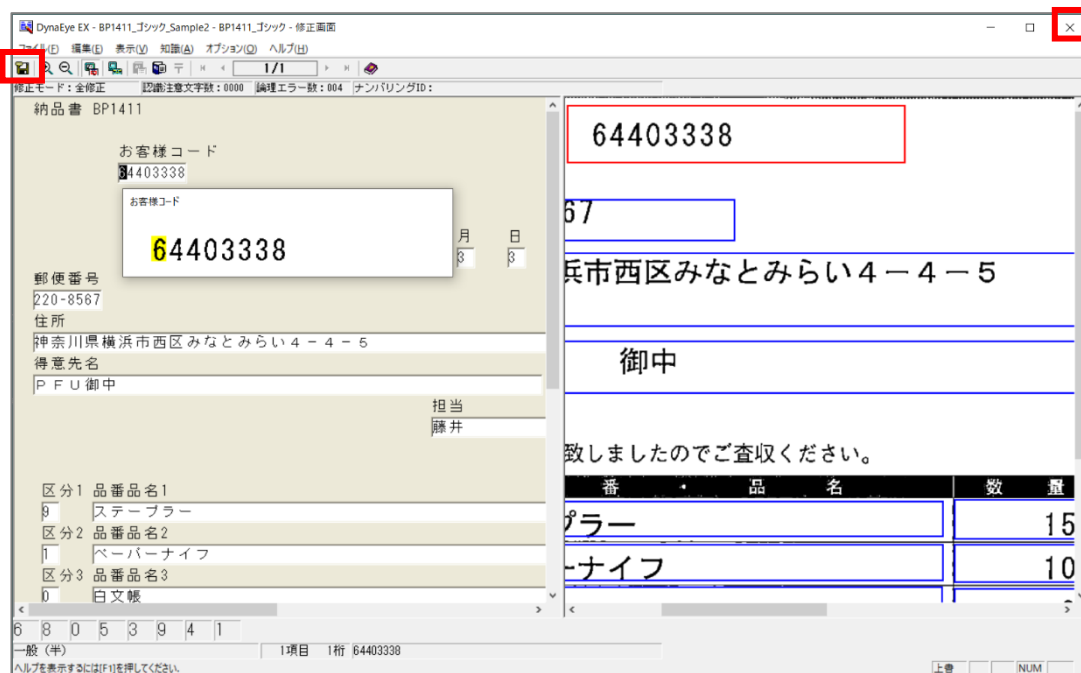 DynaEye EX - BP1411_ゴシック_Sample2 - BP1411_ゴシック - 修正画面
ファイル(F) 編集(E) 表示(V) 知識(A) オプション(O) ヘルプ(H)
1/1
修正モード：全修正 認識注意文字数：0000 論理エラー数：004 ナンバリングID：
納品書 BP1411
お客様コード
64403338
お客様コード
64403338
月 日
3 3
郵便番号
220-8567
住所
神奈川県横浜市西区みなとみらい４－４－５
得意先名
ＰＦＵ御中
担当
藤井
区分1 品番品名1
9 ステープラー
区分2 品番品名2
1 ペーパーナイフ
区分3 品番品名3
0 白文帳
64403338
67
浜市西区みなとみらい４－４－５
御中
致しましたのでご査収ください。
番 ・ 品 名 数 量
プラー 15
ーナイフ 10
6 8 0 5 3 9 4 1
一般（半） 1項目 1桁 64403338
ヘルプを表示するには[F1]を押してください。 上書 NUM